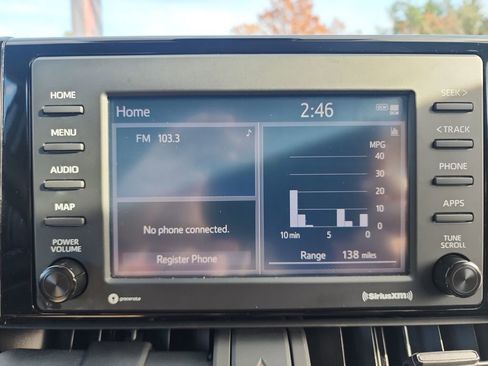 HOME
MENU
AUDIO
MAP
POWER
VOLUME
Home
2:46
FM 103.3
No phone connected.
Register Phone
MPG
40
30
20
10
0
10 min 5 0
Range 138 miles
SEEK >
< TRACK
PHONE
APPS
TUNE
SCROLL
gracenote
SiriusXM